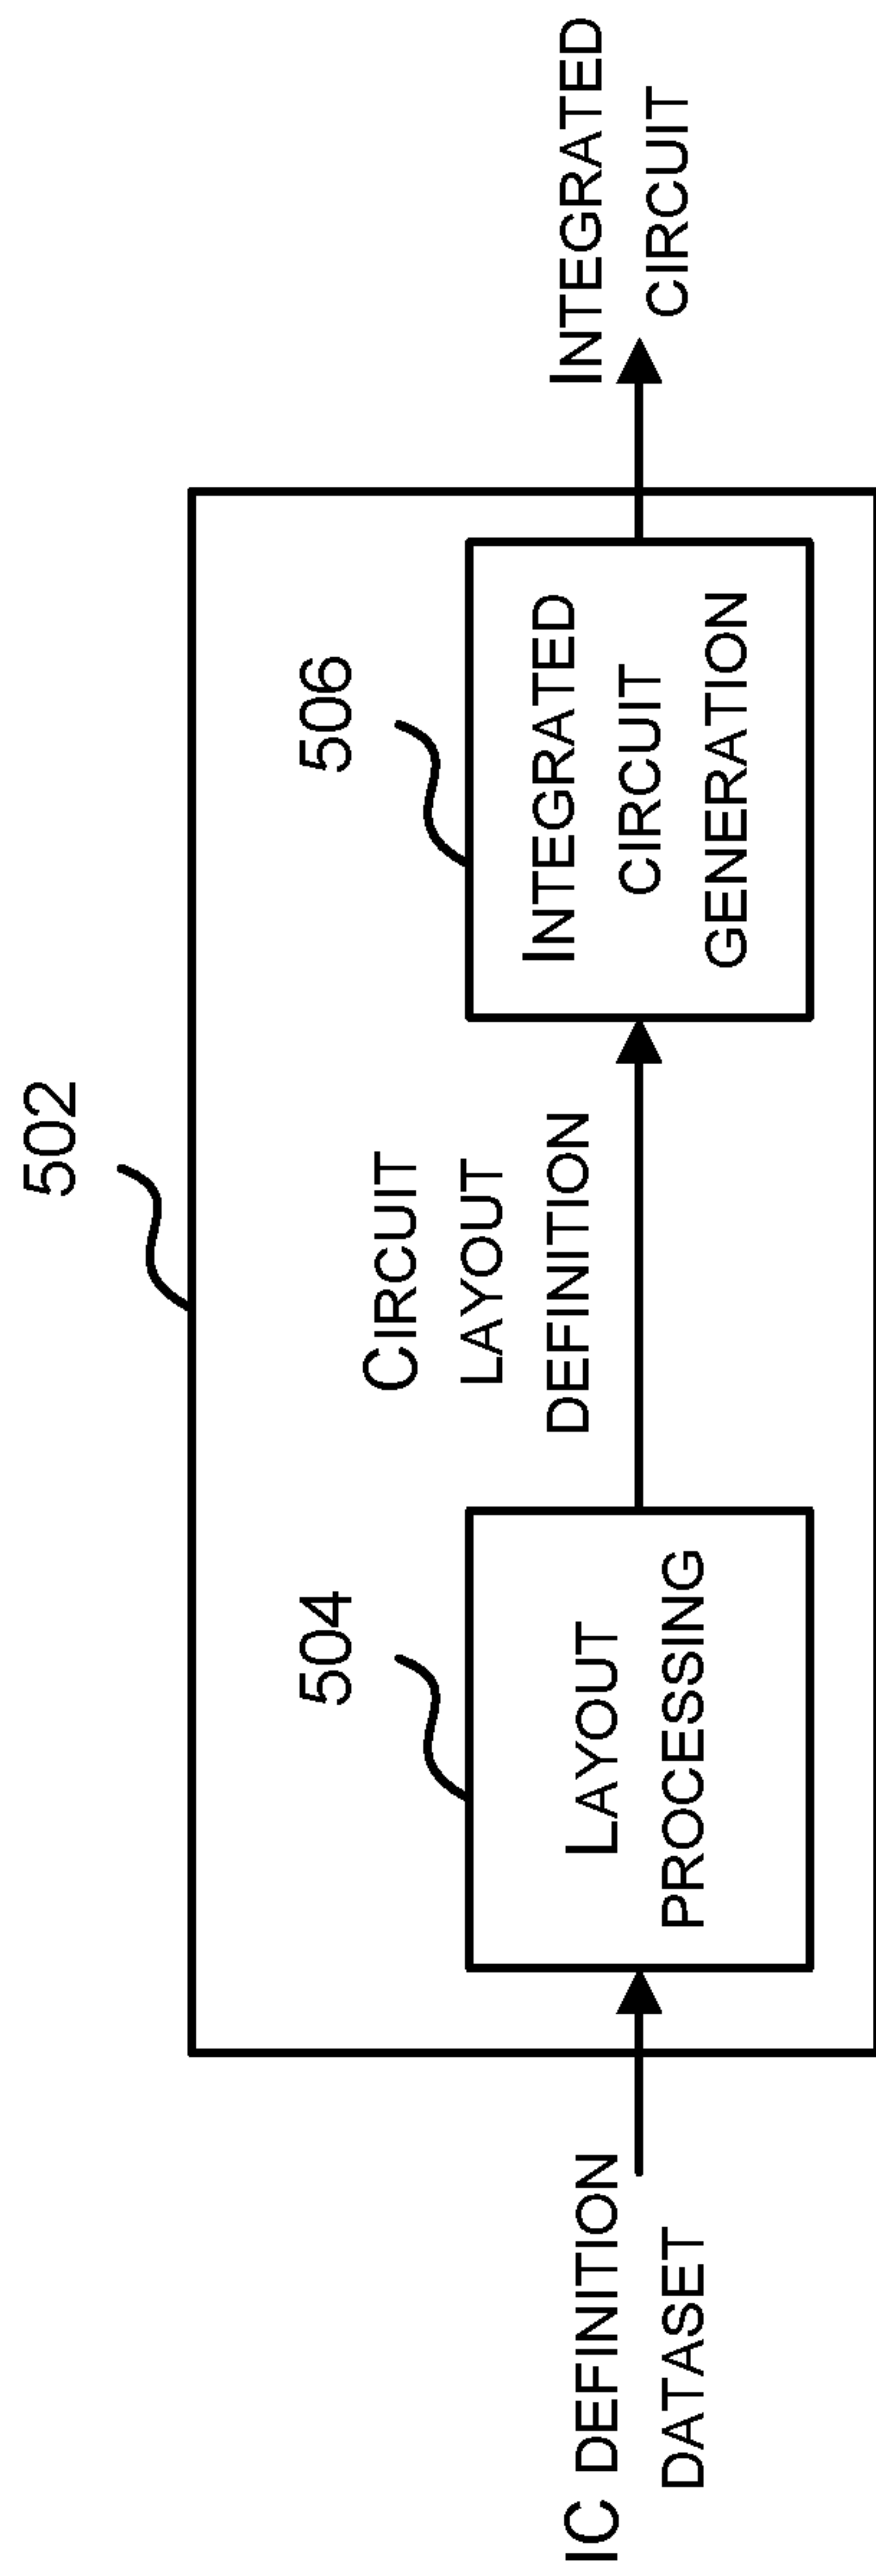 502
504
506
IC DEFINITION
DATASET
LAYOUT
PROCESSING
CIRCUIT
LAYOUT
DEFINITION
INTEGRATED
CIRCUIT
GENERATION
INTEGRATED
CIRCUIT